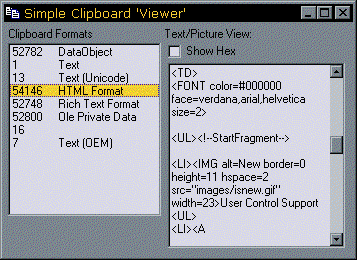 Simple Clipboard 'Viewer'
Clipboard Formats
52782 DataObject
1 Text
13 Text (Unicode)
54146 HTML Format
52748 Rich Text Format
52800 Ole Private Data
16
7 Text (OEM)
Text/Picture View:
Show Hex
<TD>
<FONT color=#000000
face=verdana,arial,helvetica
size=2>
<UL><!--StartFragment-->
<LI><IMG alt=New border=0
height=11 hspace=2
src="images/isnew.gif"
width=23>User Control Support
<UL>
<LI><A